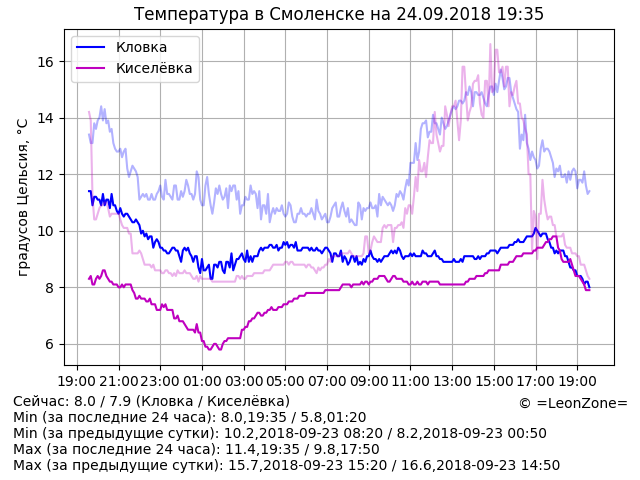 Температура в Смоленске на 24.09.2018 19:35
градусов Цельсия, °C
16
14
12
10
8
6
Кловка
Киселёвка
19:00 21:00 23:00 01:00 03:00 05:00 07:00 09:00 11:00 13:00 15:00 17:00 19:00
Сейчас: 8.0 / 7.9 (Кловка / Киселёвка)
© =LeonZone=
Min (за последние 24 часа): 8.0,19:35 / 5.8,01:20
Min (за предыдущие сутки): 10.2,2018-09-23 08:20 / 8.2,2018-09-23 00:50
Max (за последние 24 часа): 11.4,19:35 / 9.8,17:50
Max (за предыдущие сутки): 15.7,2018-09-23 15:20 / 16.6,2018-09-23 14:50